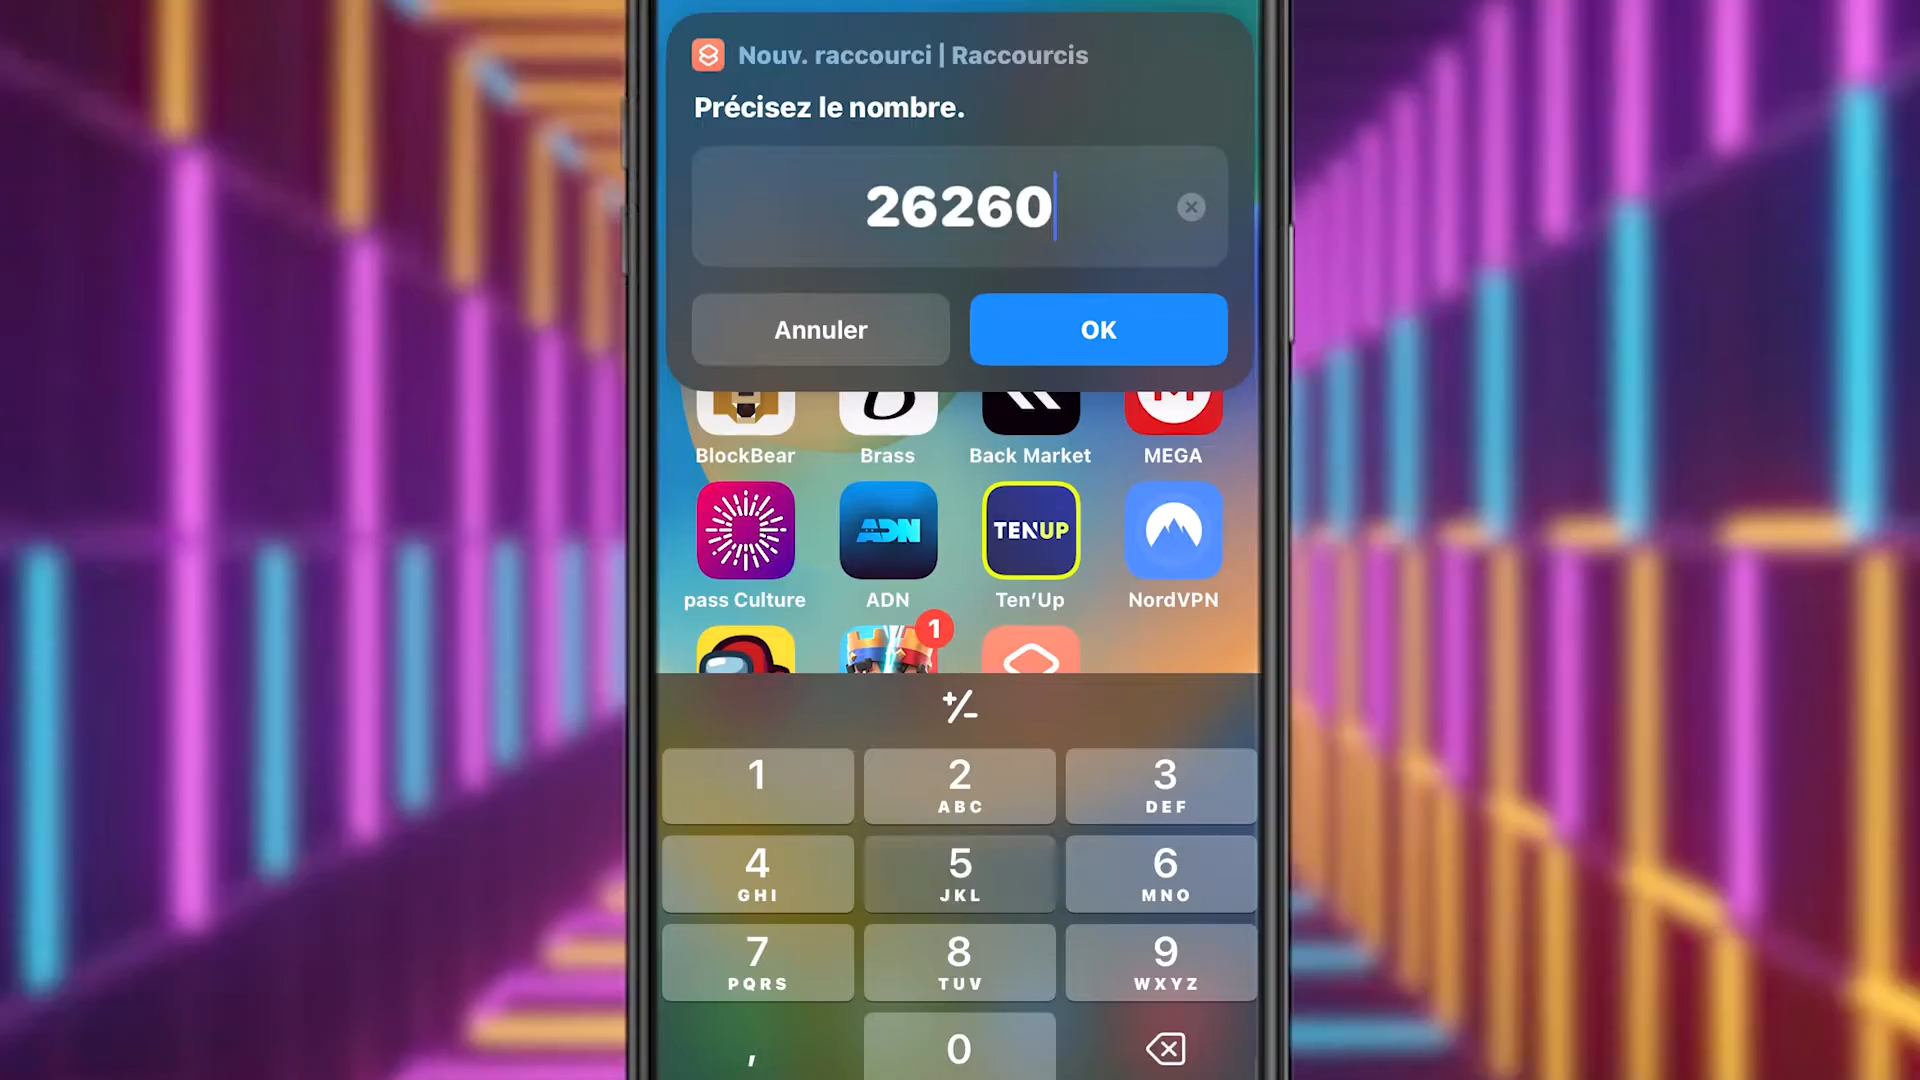 Nouv. raccourci | Raccourcis
Précisez le nombre.
26260
Annuler
OK
BlockBear
Brass
Back Market
MEGA
ADN
TEN'UP
pass Culture
ADN
Ten’Up
NordVPN
1
+/-
1
2
ABC
3
DEF
4
GHI
5
JKL
6
MNO
7
PQRS
8
TUV
9
WXYZ
,
0